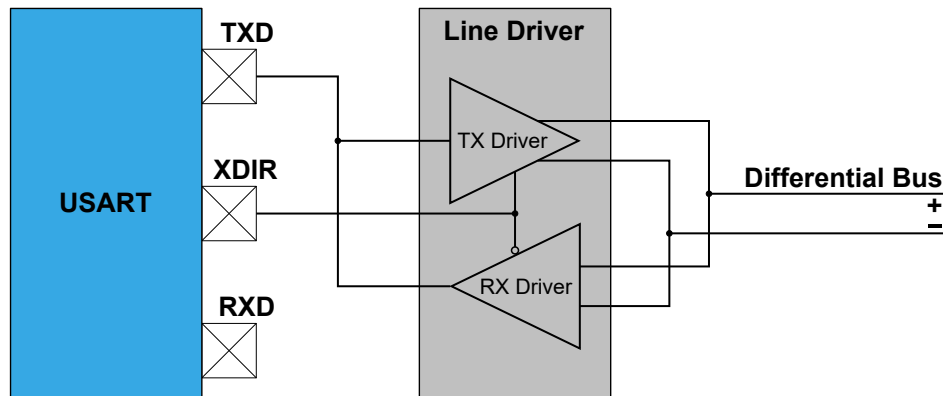 TXD
Line Driver
TX Driver
XDIR
USART
Differential Bus
+
−
RX Driver
RXD